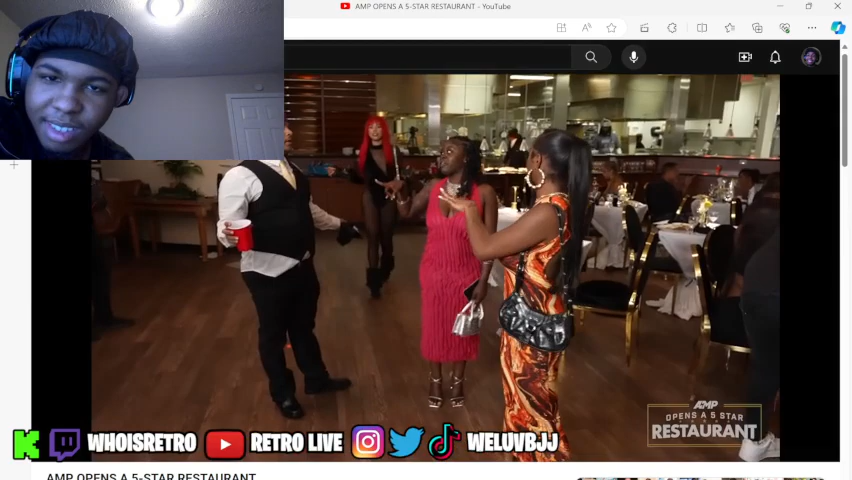 AMP OPENS A 5-STAR RESTAURANT - YouTube
AMP
OPENS A 5 STAR
RESTAURANT
K WHOISRETRO RETRO LIVE WELUVBJJ
AMP OPENS A 5-STAR RESTAURANT